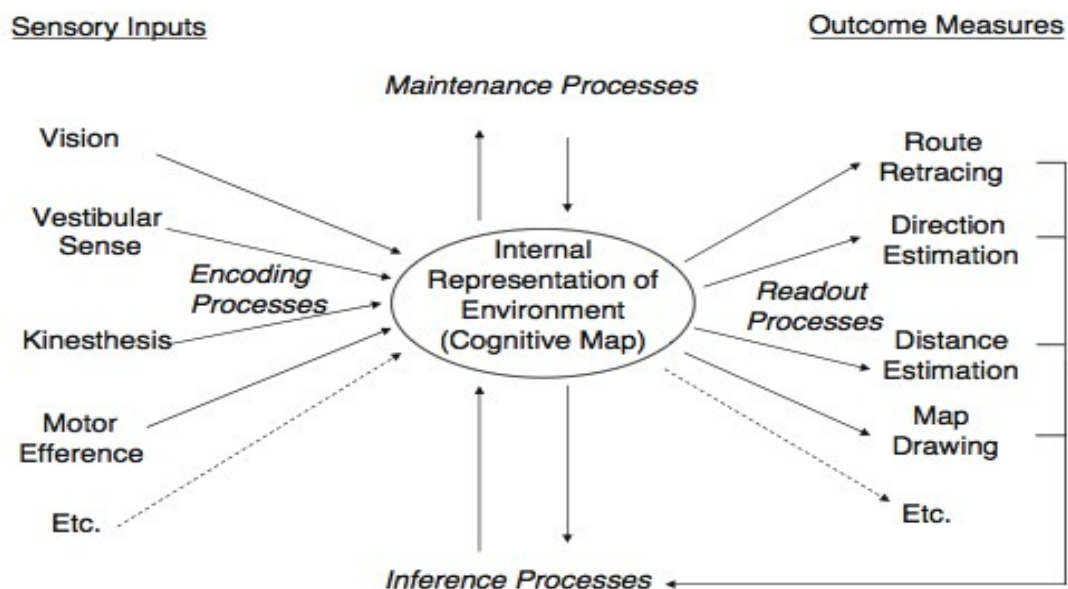 Sensory Inputs
Outcome Measures
Maintenance Processes
Vision
Vestibular
Sense
Encoding
Processes
Kinesthesis
Motor
Efference
Etc.
Internal
Representation of
Environment
(Cognitive Map)
Readout
Processes
Route
Retracing
Direction
Estimation
Distance
Estimation
Map
Drawing
Etc.
Inference Processes